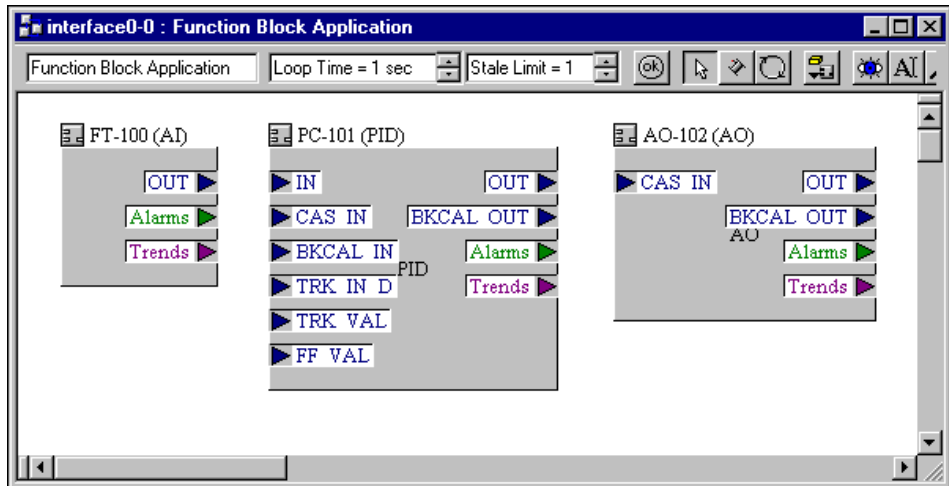 interface0-0 : Function Block Application
Function Block Application Loop Time = 1 sec Stale Limit = 1 ok AI
FT-100 (AI)
OUT
Alarms
Trends
PC-101 (PID)
IN OUT
CAS IN BKCAL OUT
BKCAL IN Alarms
PID
TRK IN D Trends
TRK VAL
FF VAL
AO-102 (AO)
CAS IN OUT
BKCAL OUT
AO
Alarms
Trends